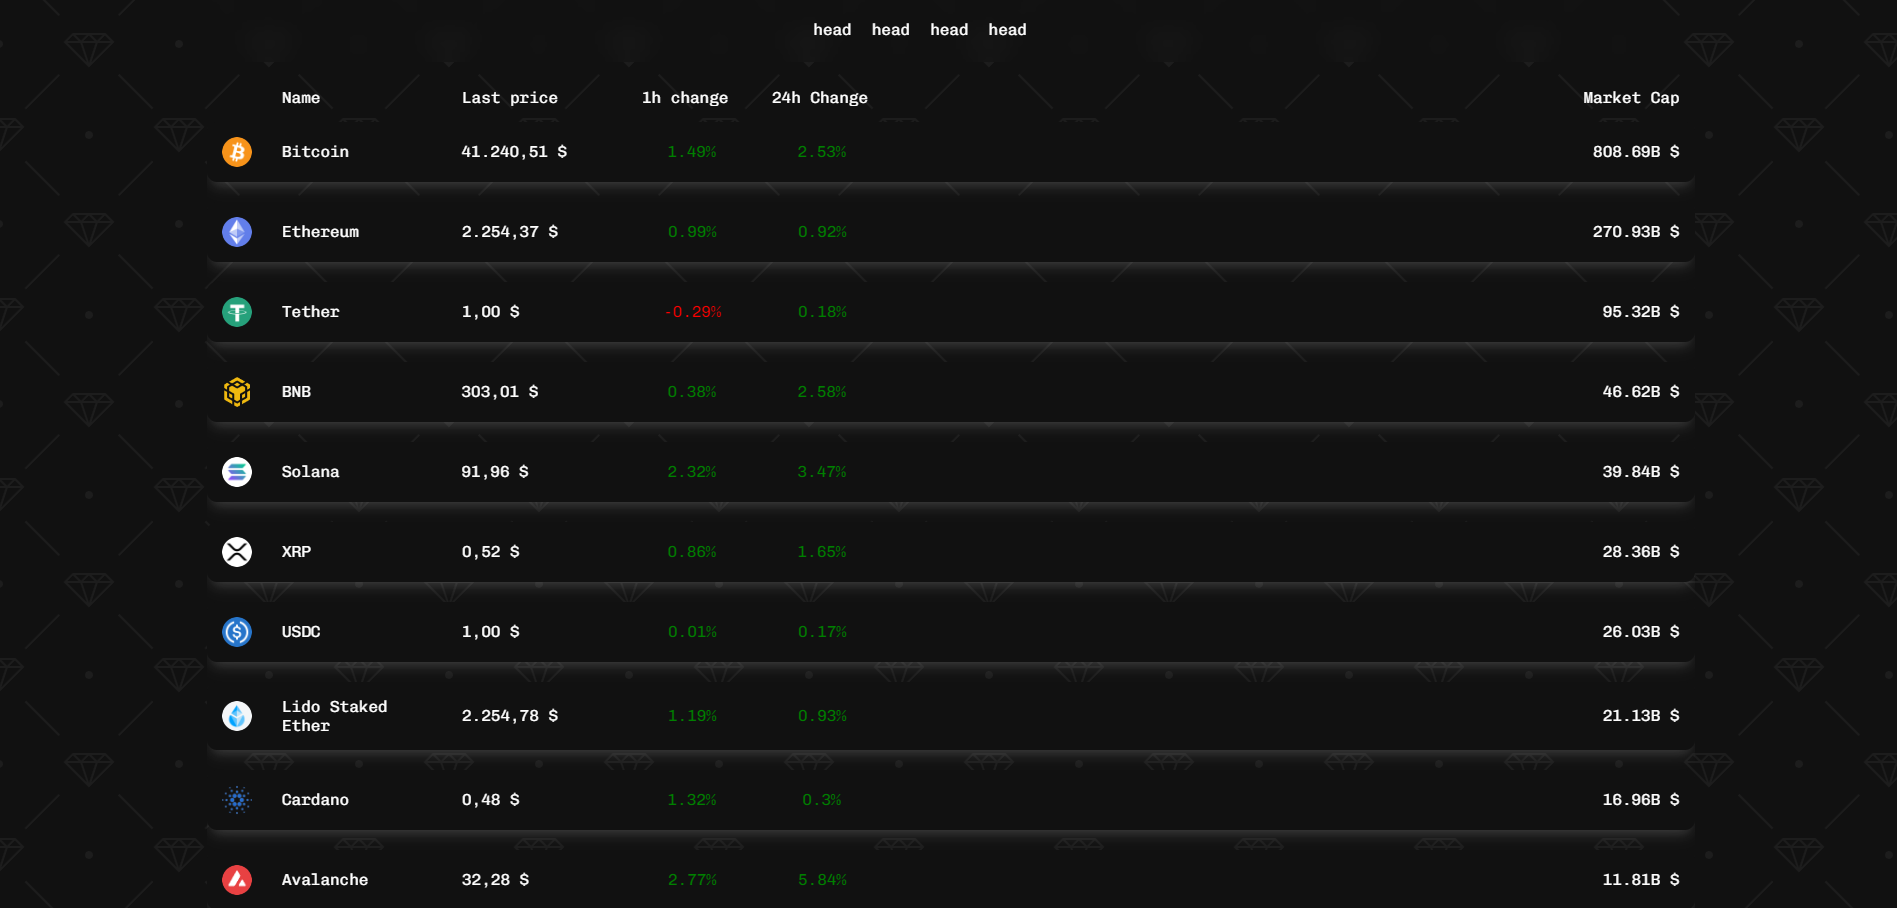 head head head head
Name Last price 1h change 24h Change Market Cap
Bitcoin 41.240,51 $ 1.49% 2.53% 808.69B $
Ethereum 2.254,37 $ 0.99% 0.92% 270.93B $
Tether 1,00 $ -0.29% 0.18% 95.32B $
BNB 303,01 $ 0.38% 2.58% 46.62B $
Solana 91,96 $ 2.32% 3.47% 39.84B $
XRP 0,52 $ 0.86% 1.65% 28.36B $
USDC 1,00 $ 0.01% 0.17% 26.03B $
Lido Staked
Ether 2.254,78 $ 1.19% 0.93% 21.13B $
Cardano 0,48 $ 1.32% 0.3% 16.96B $
Avalanche 32,28 $ 2.77% 5.84% 11.81B $